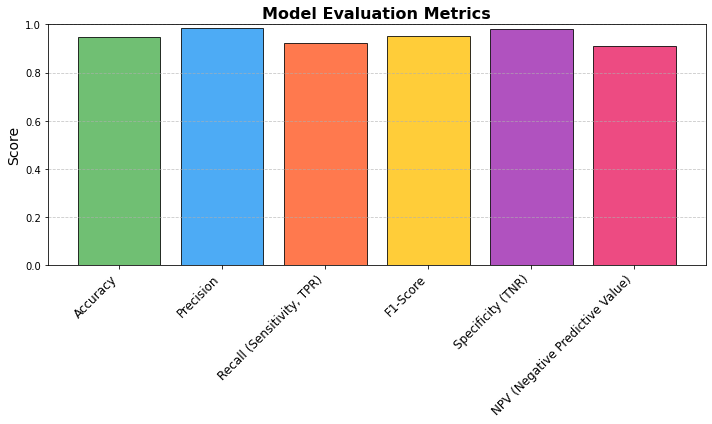 Model Evaluation Metrics
1.0
0.8
0.6
0.4
0.2
0.0
Score
Accuracy
Precision
Recall (Sensitivity, TPR)
F1-Score
Specificity (TNR)
NPV (Negative Predictive Value)